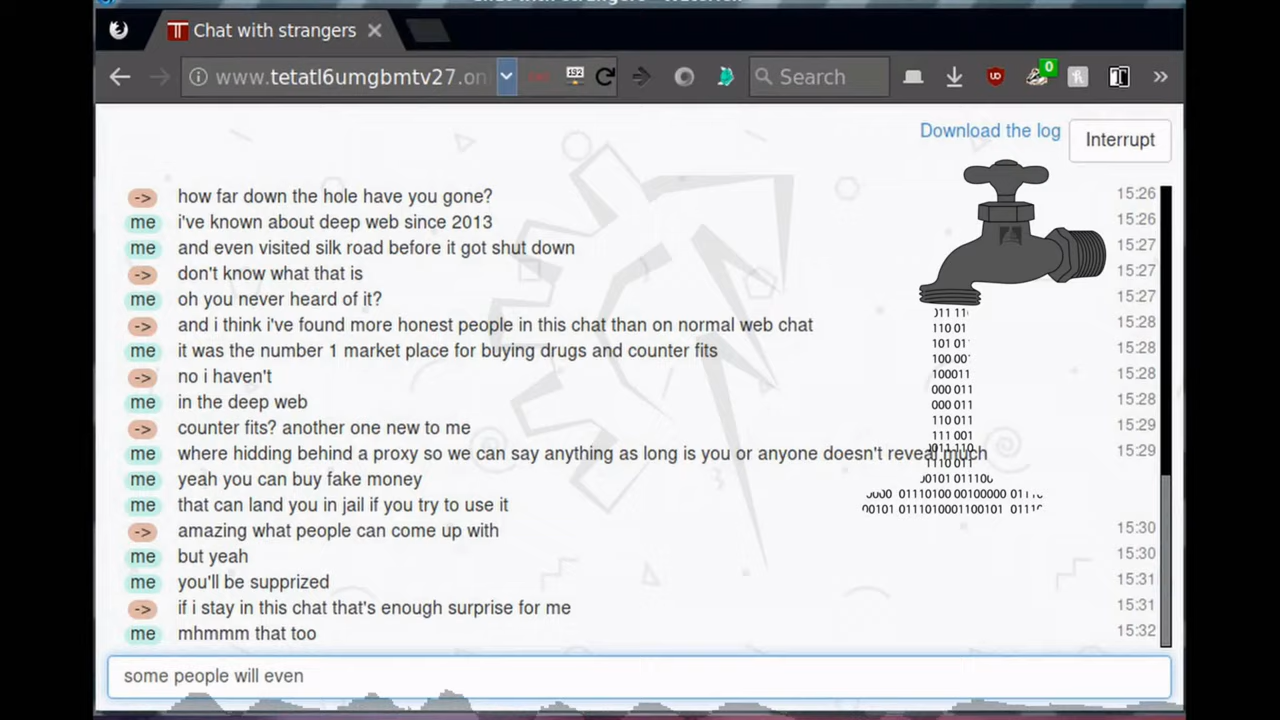 Chat with strangers
www.tetatl6umgbmtv27.on
Search
0
Download the log
Interrupt
-> how far down the hole have you gone? 15:26
me i've known about deep web since 2013 15:26
me and even visited silk road before it got shut down 15:27
-> don't know what that is 15:27
me oh you never heard of it? 15:27
-> and i think i've found more honest people in this chat than on normal web chat 15:28
me it was the number 1 market place for buying drugs and counter fits 15:28
-> no i haven't 15:28
me in the deep web 15:28
-> counter fits? another one new to me 15:29
me where hidding behind a proxy so we can say anything as long is you or anyone doesn't reveal much 15:29
me yeah you can buy fake money
me that can land you in jail if you try to use it
-> amazing what people can come up with 15:30
me but yeah 15:30
me you'll be supprized 15:31
-> if i stay in this chat that's enough surprise for me 15:31
me mhmmm that too 15:32
some people will even